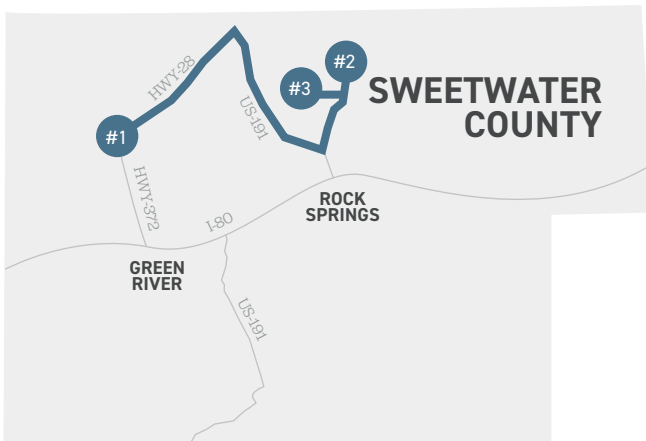 HWY-28
#2
#3
SWEETWATER
COUNTY
US-191
#1
HWY-372
I-80
ROCK
SPRINGS
GREEN
RIVER
US-191